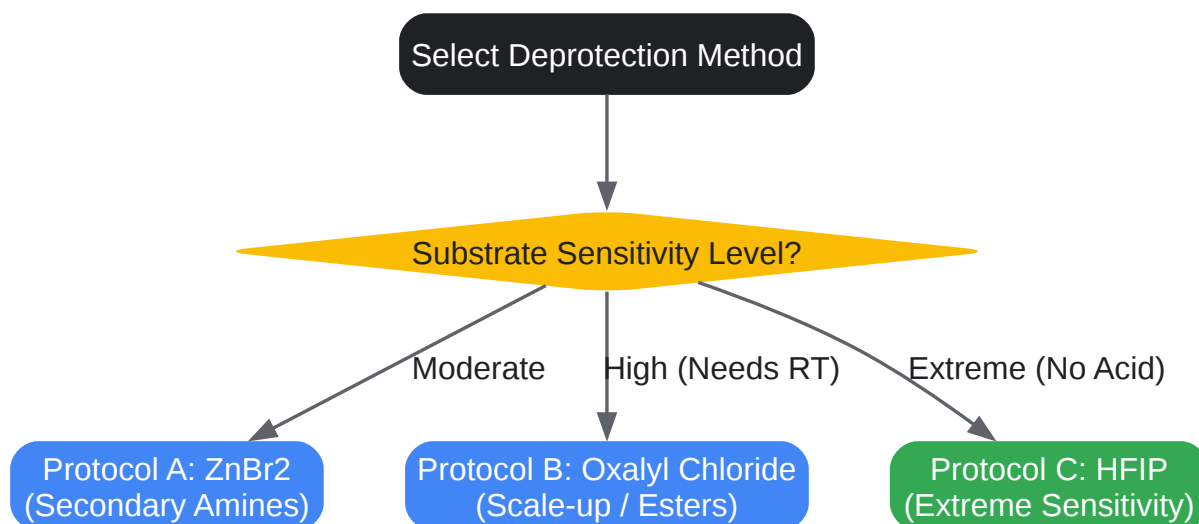 Select Deprotection Method
Substrate Sensitivity Level?
Moderate
High (Needs RT)
Extreme (No Acid)
Protocol A: ZnBr2
(Secondary Amines)
Protocol B: Oxalyl Chloride
(Scale-up / Esters)
Protocol C: HFIP
(Extreme Sensitivity)